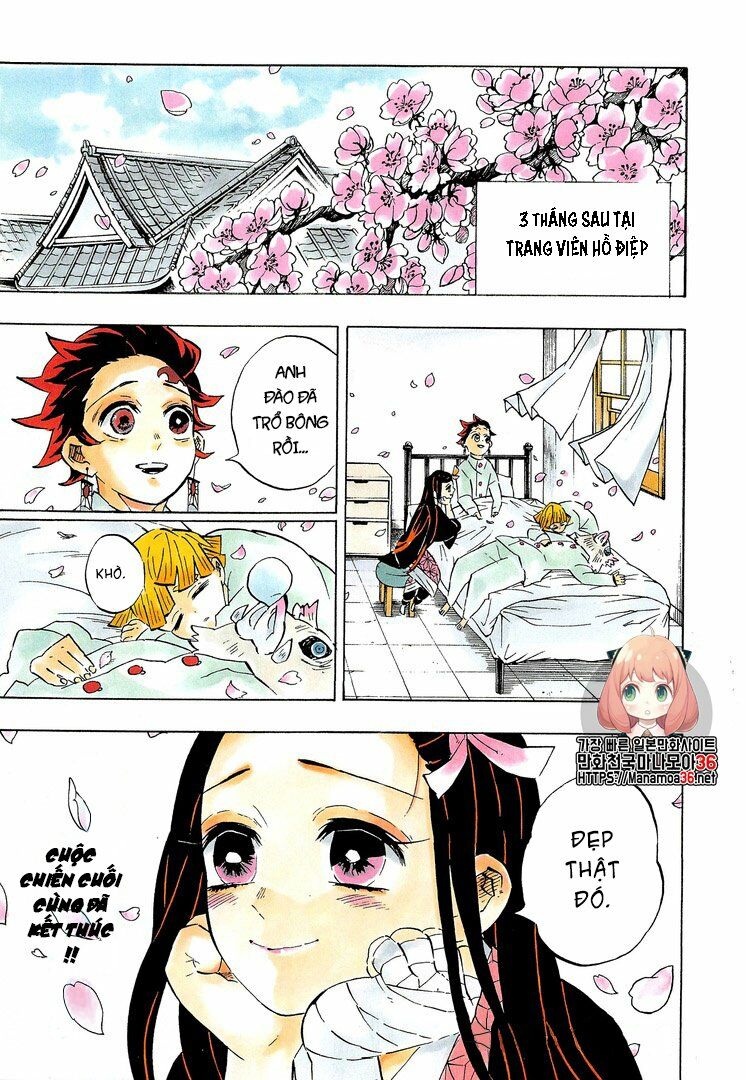 3 THÁNG SAU TẠI
TRANG VIÊN HỒ ĐIỆP
ANH
ĐÀO ĐÃ
TRỔ BÔNG
RỒI...
KHÒ.
ĐẸP
THẬT
ĐÓ.
CUỘC
CHIẾN CUỐI
CÙNG ĐÃ
KẾT THÚC
!!
가장 빠른 일본만화사이트
만화천국마나모아36
HTTPS://Manamoa36.net